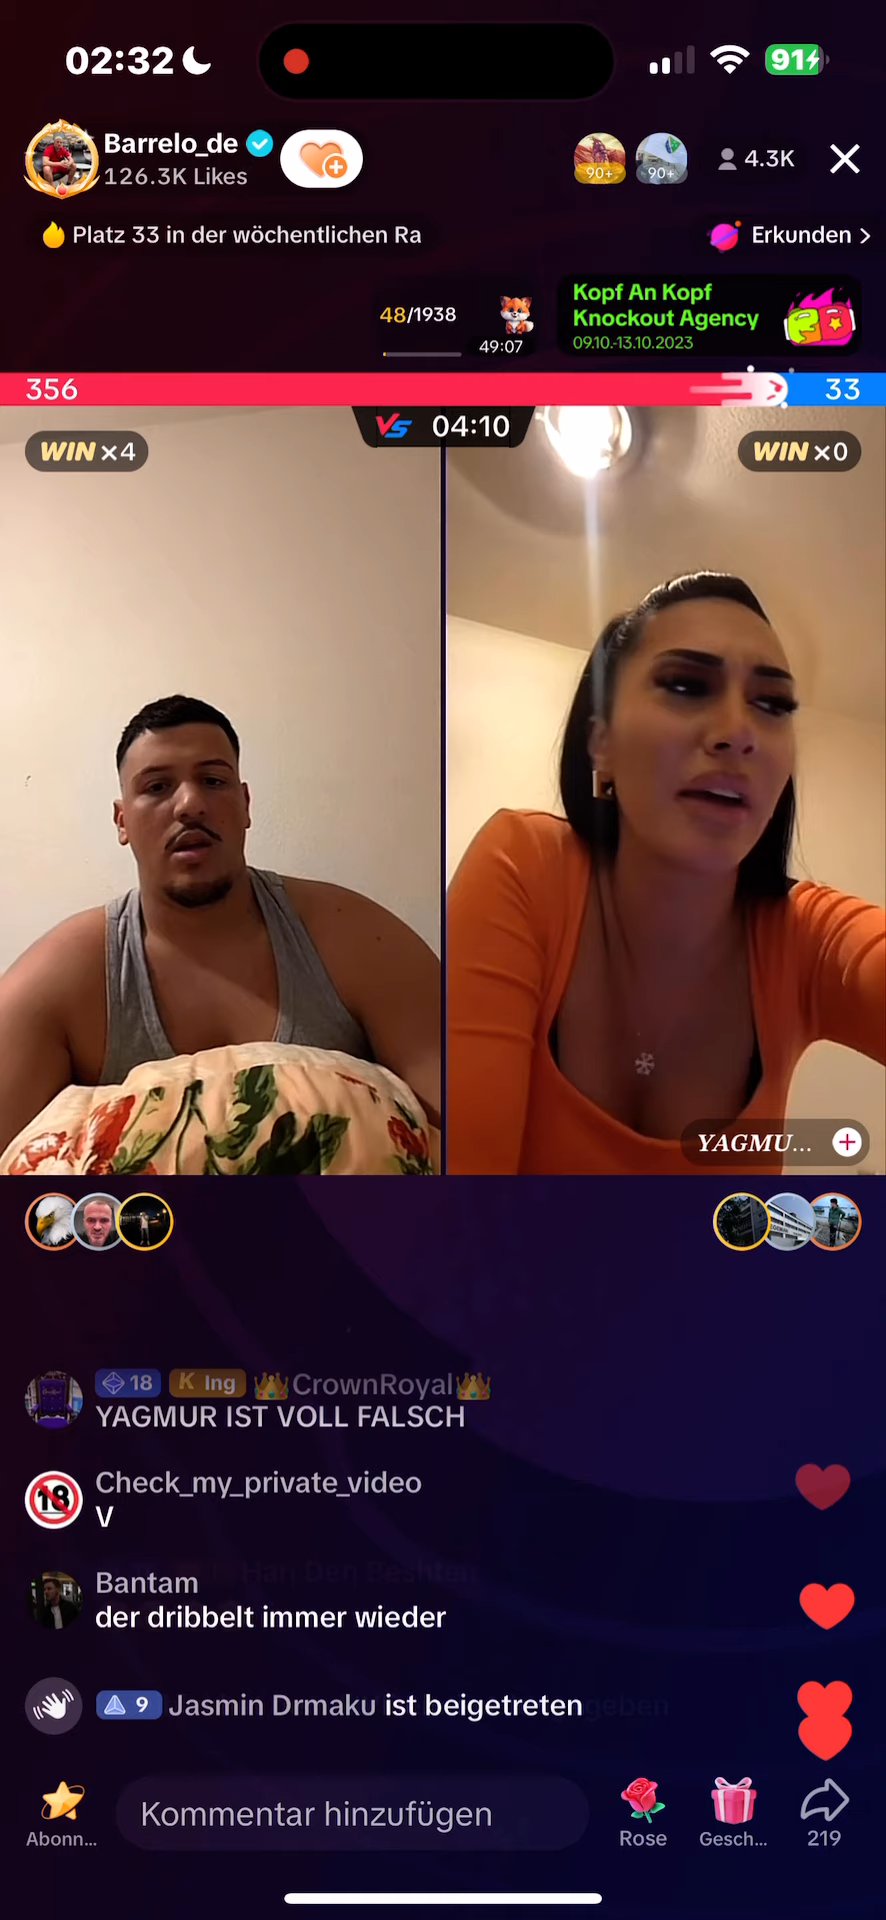 02:32
91
Barrelo_de
126.3K Likes
90+
90+
4.3K
Platz 33 in der wöchentlichen Ra
Erkunden
48/1938
49:07
Kopf An Kopf
Knockout Agency
09.10.-13.10.2023
356
33
VS 04:10
WIN x4
WIN x0
YAGMU...
18 K Ing CrownRoyal
YAGMUR IST VOLL FALSCH
18
Check_my_private_video
V
Bantam
der dribbelt immer wieder
9 Jasmin Drmaku ist beigetreten
Abonn...
Kommentar hinzufügen
Rose
Gesch...
219